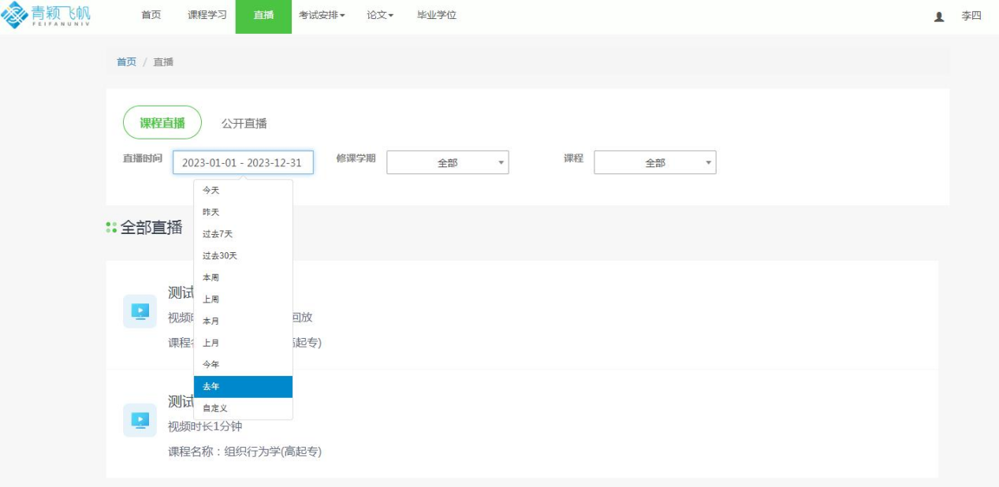 青颖飞帆
FEIFANUNIV
首页 课程学习 直播 考试安排 论文 毕业学位 李四
首页 / 直播
课程直播 公开直播
直播时间 2023-01-01 - 2023-12-31 修课学期 全部 课程 全部
今天
昨天
过去7天
过去30天
本周
上周
本月
上月
今年
去年
自定义
全部直播
测试
视频 回放
课程 高起专)
测试
视频时长1分钟
课程名称：组织行为学(高起专)